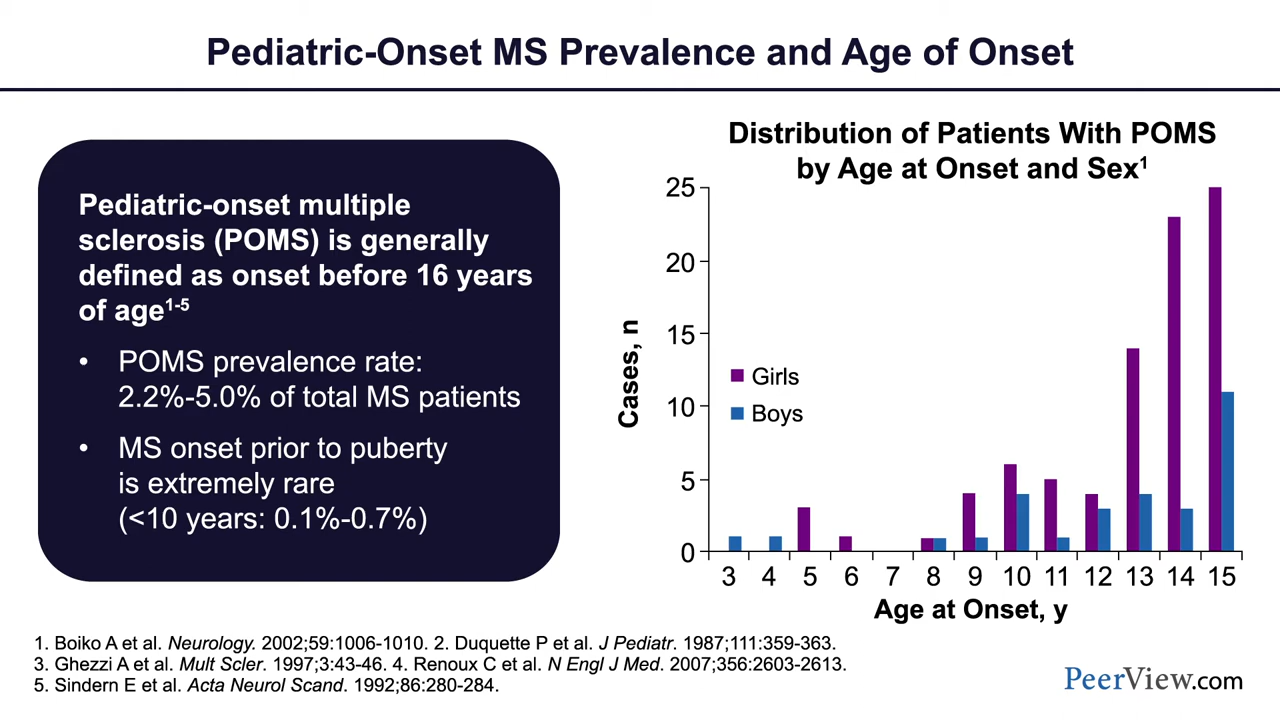 Pediatric-Onset MS Prevalence and Age of Onset
Pediatric-onset multiple
sclerosis (POMS) is generally
defined as onset before 16 years
of age1-5
• POMS prevalence rate:
2.2%-5.0% of total MS patients
• MS onset prior to puberty
is extremely rare
(<10 years: 0.1%-0.7%)
Distribution of Patients With POMS
by Age at Onset and Sex1
Cases, n
25
20
15
10
5
0
Girls
Boys
3 4 5 6 7 8 9 10 11 12 13 14 15
Age at Onset, y
1. Boiko A et al. Neurology. 2002;59:1006-1010. 2. Duquette P et al. J Pediatr. 1987;111:359-363.
3. Ghezzi A et al. Mult Scler. 1997;3:43-46. 4. Renoux C et al. N Engl J Med. 2007;356:2603-2613.
5. Sindern E et al. Acta Neurol Scand. 1992;86:280-284.
PeerView.com